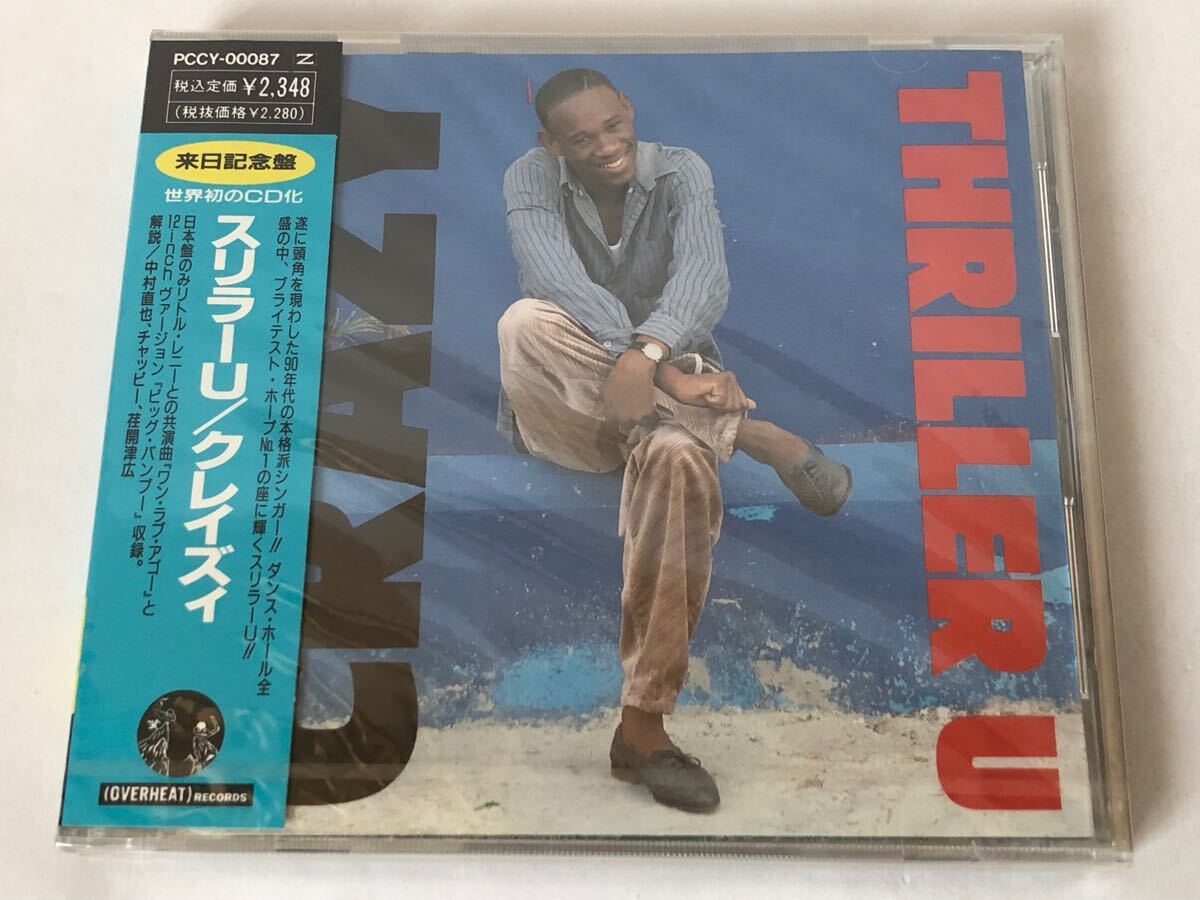 PCCY-00087 Z
税込定価 ¥2,348
(税抜価格¥2,280)
来日記念盤
世界初のCD化
スリラーU/クレイズィ
遂に頭角を現わした90年代の本格派シンガー!! ダンス・ホール全
盛の中、ブライテスト・ホープNo.1の座に輝くスリラーU!!
日本盤のみリトル・レニーとの共演曲『ワン・ラブ・アゴー』と
12-inch ヴァージョン『ビッグ・バンブー』収録。
解説/中村直也、チャッピー、荏開津広
(OVERHEAT) RECORDS
CRAZY
THRILLER U